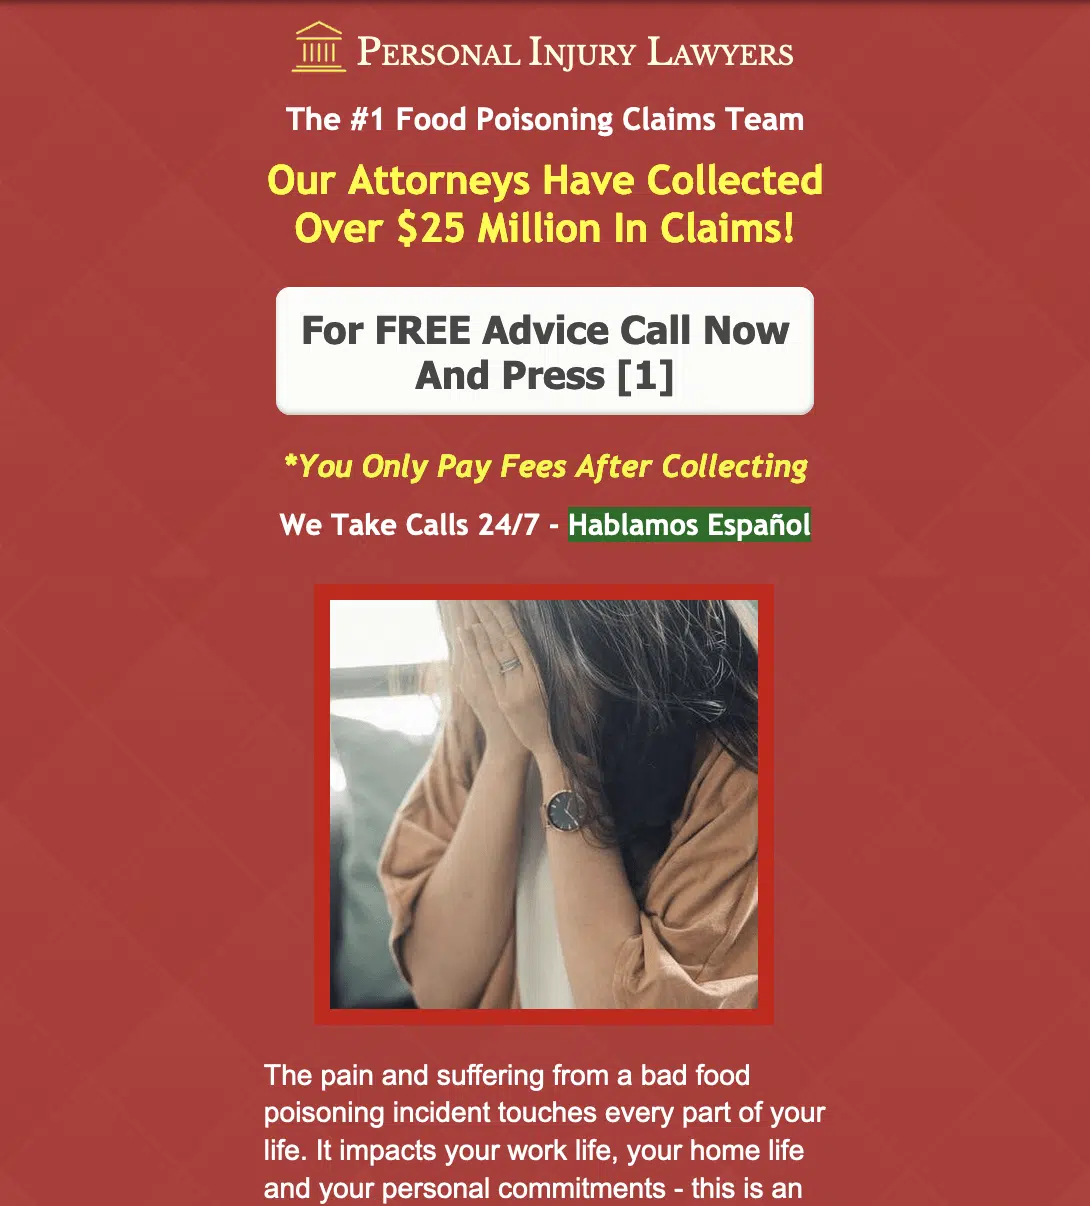 Personal Injury Lawyers
The #1 Food Poisoning Claims Team
Our Attorneys Have Collected
Over $25 Million In Claims!
For FREE Advice Call Now
And Press [1]
*You Only Pay Fees After Collecting
We Take Calls 24/7 - Hablamos Español
The pain and suffering from a bad food
poisoning incident touches every part of your
life. It impacts your work life, your home life
and your personal commitments - this is an